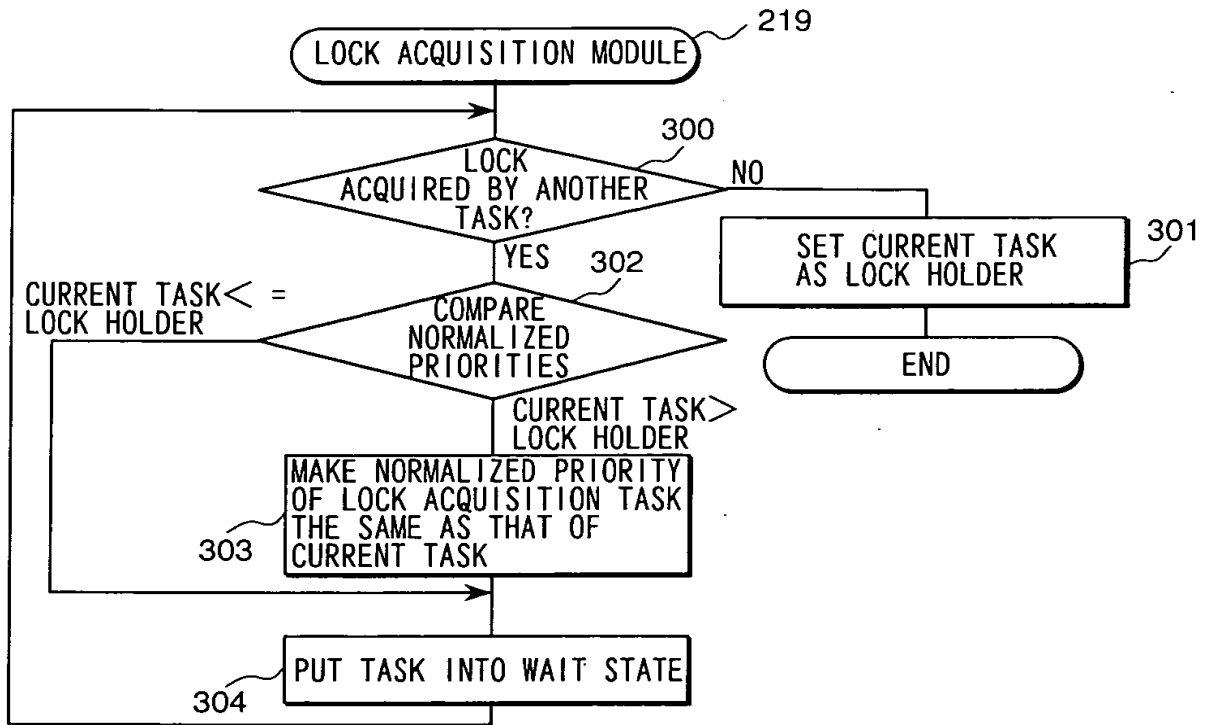 219
LOCK ACQUISITION MODULE
300
LOCK
ACQUIRED BY ANOTHER
TASK?
NO
SET CURRENT TASK
AS LOCK HOLDER
301
YES
302
CURRENT TASK< =
LOCK HOLDER
COMPARE
NORMALIZED
PRIORITIES
END
CURRENT TASK>
LOCK HOLDER
MAKE NORMALIZED PRIORITY
OF LOCK ACQUISITION TASK
THE SAME AS THAT OF
CURRENT TASK
303
PUT TASK INTO WAIT STATE
304